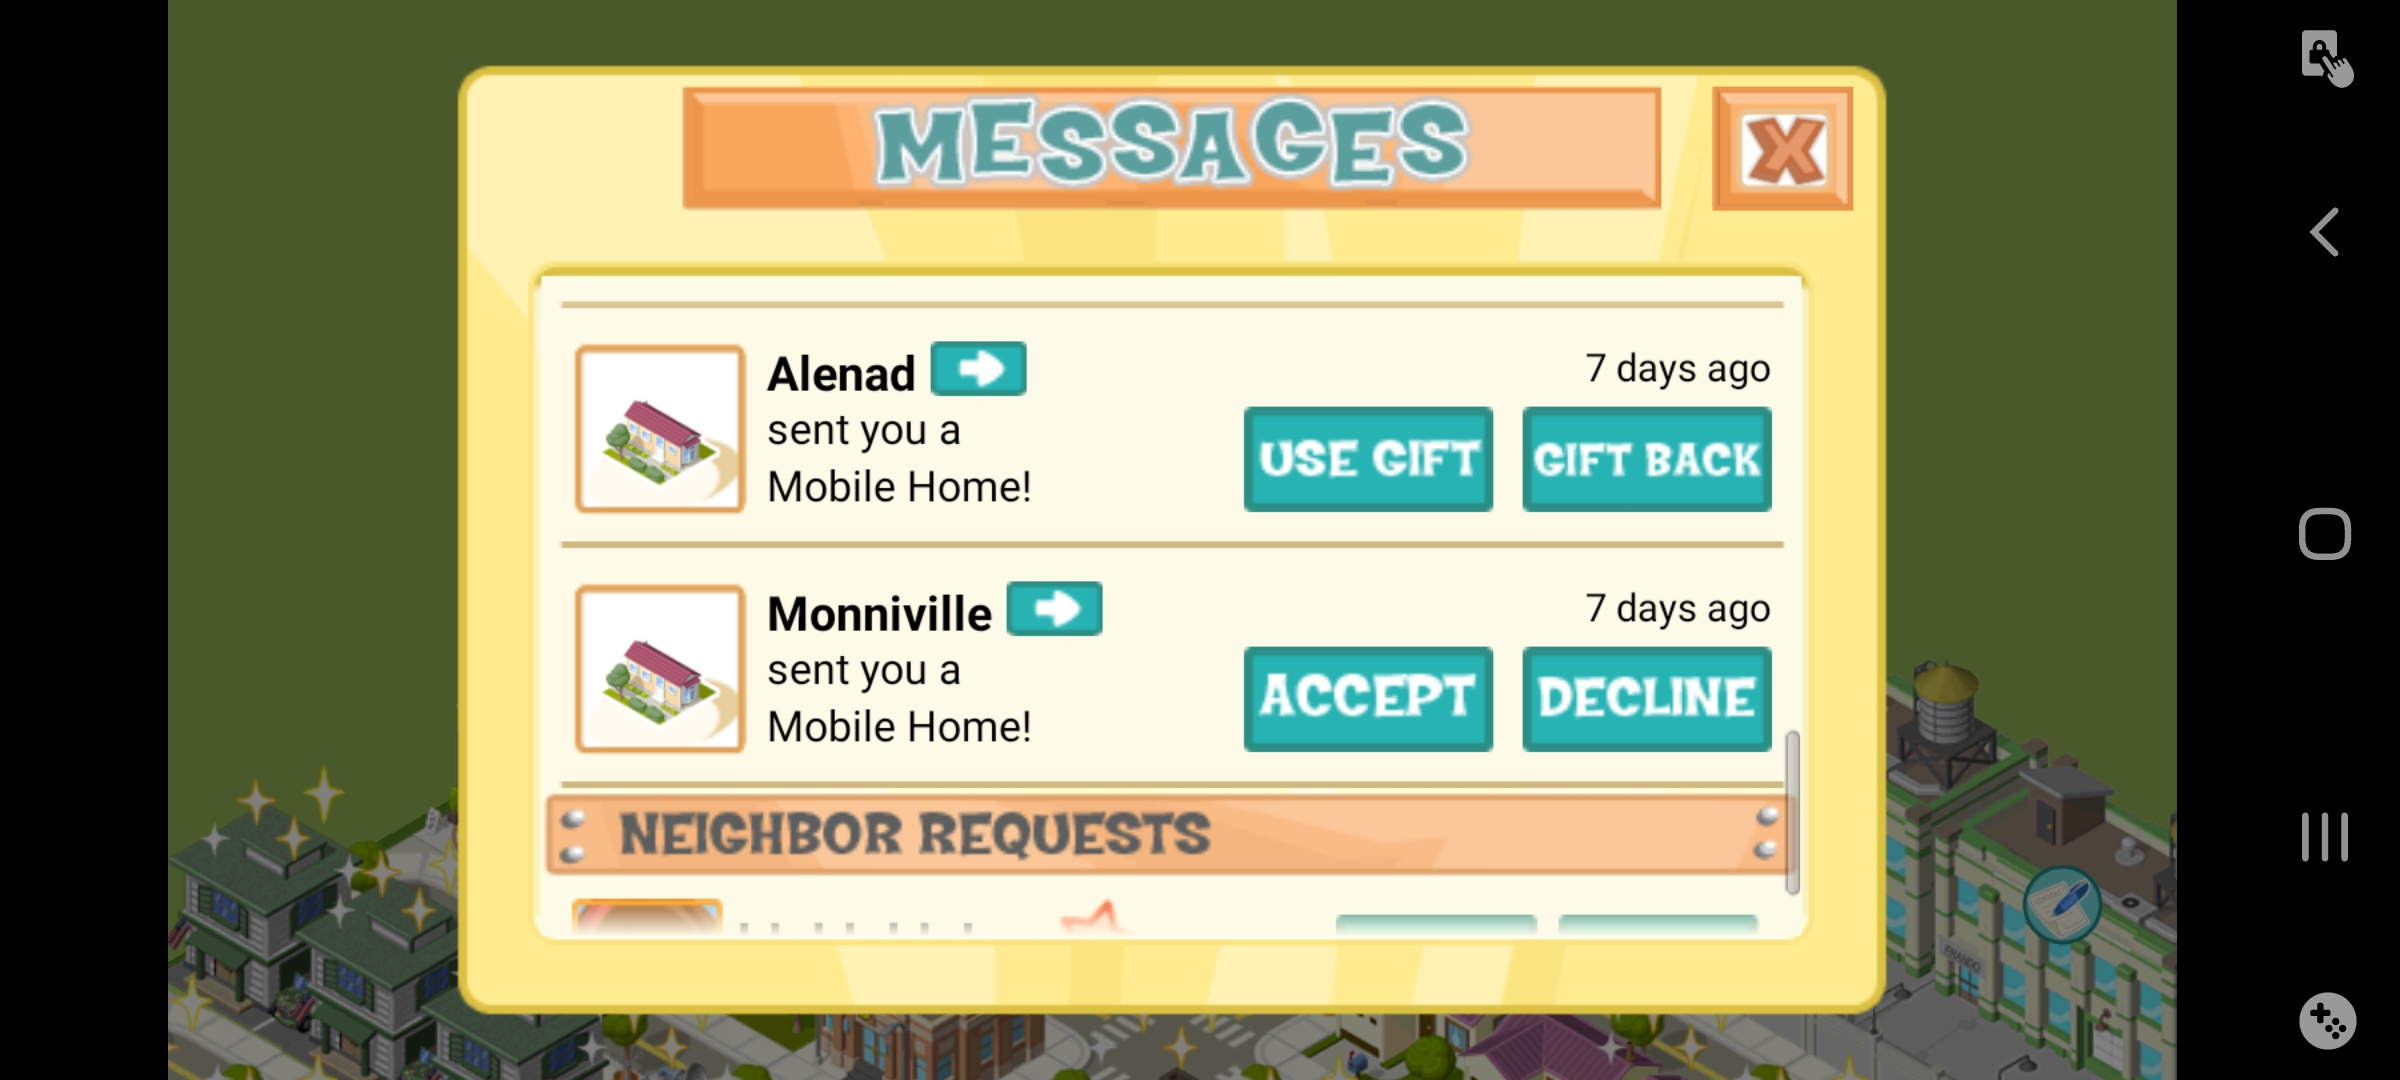 MESSAGES
Alenad
7 days ago
sent you a
Mobile Home!
USE GIFT
GIFT BACK
Monniville
7 days ago
sent you a
Mobile Home!
ACCEPT
DECLINE
NEIGHBOR REQUESTS